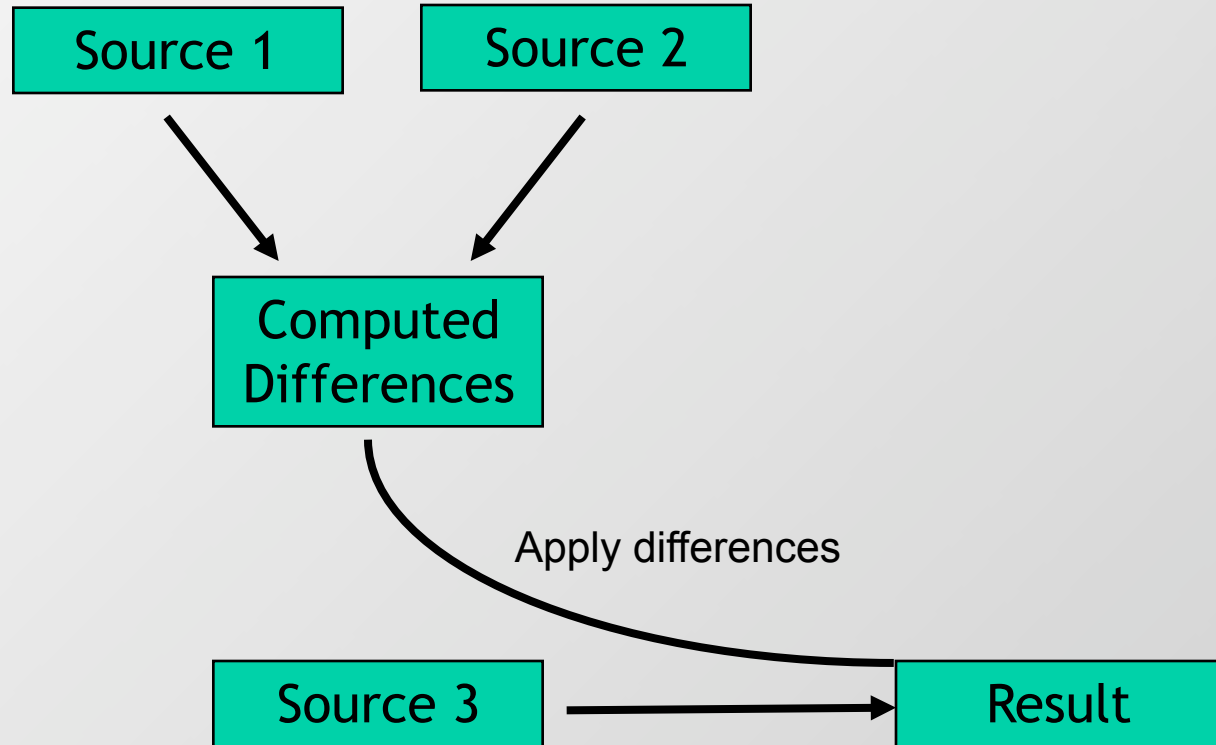 Source 1
Source 2
Computed
Differences
Apply differences
Source 3
Result